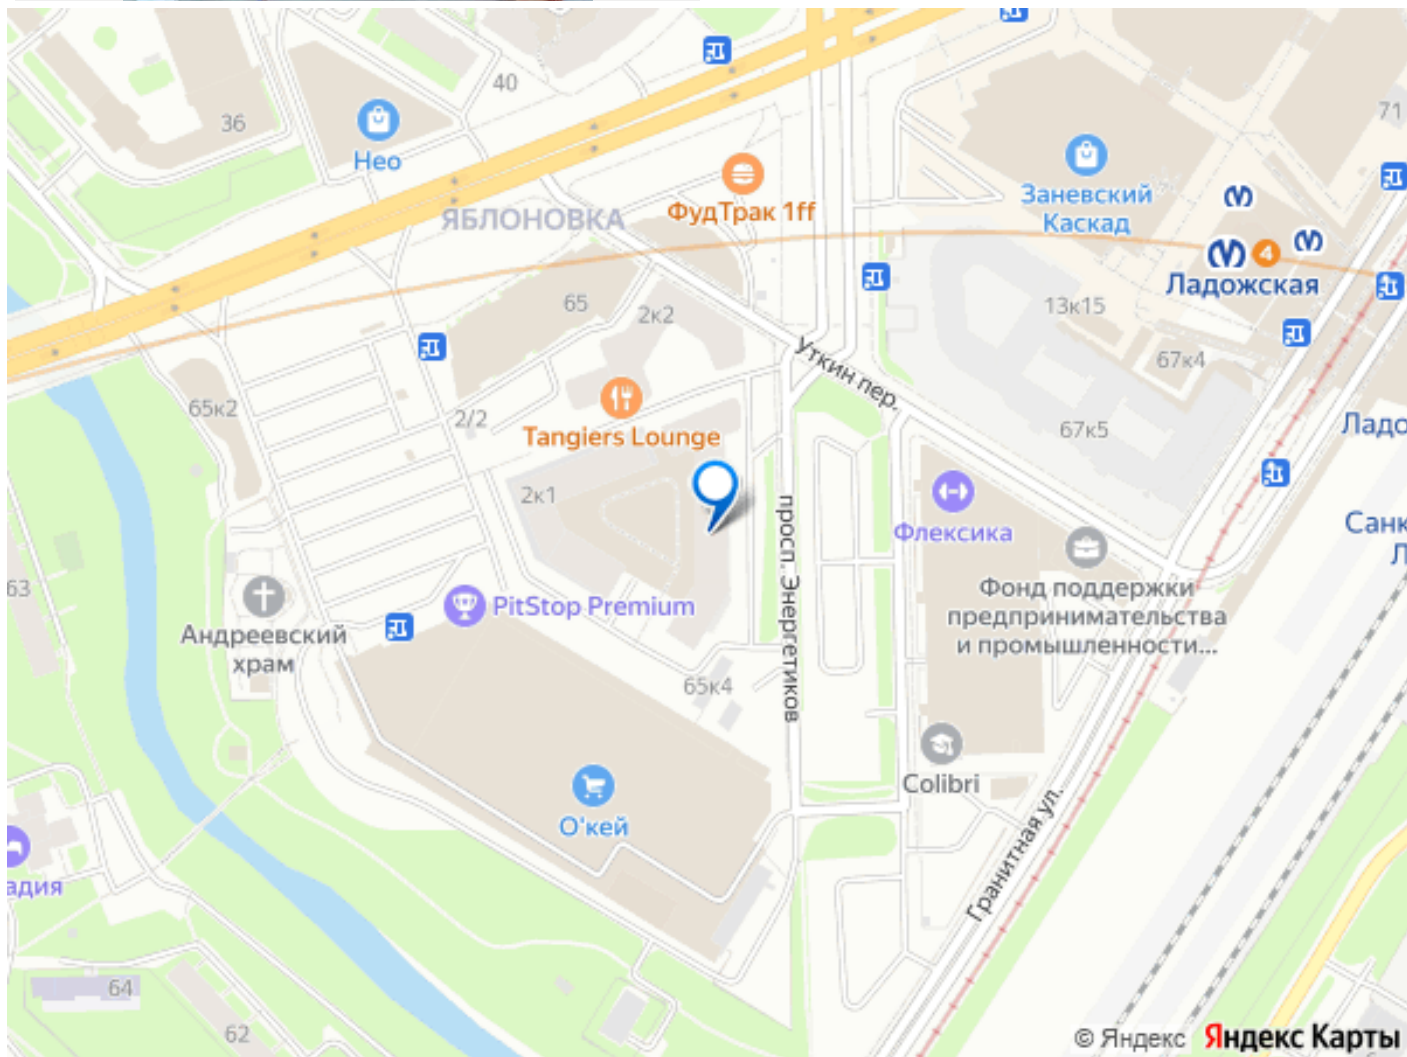 40
36
71
Нео
Заневский
Каскад
ФудТрак 1ff
ЯБЛОНОВКА
4
Ладожская
65
2к2
13к15
Уткин пер.
67к4
65к2
2/2
Tangiers Lounge
67к5
Ладо
2к1
просп. Энергетиков
Флексика
Санк
Л
63
Фонд поддержки
предпринимательства
и промышленности...
PitStop Premium
Андреевский
храм
65к4
Colibri
О'кей
Гранитная ул.
адия
64
62
© Яндекс Яндекс Карты